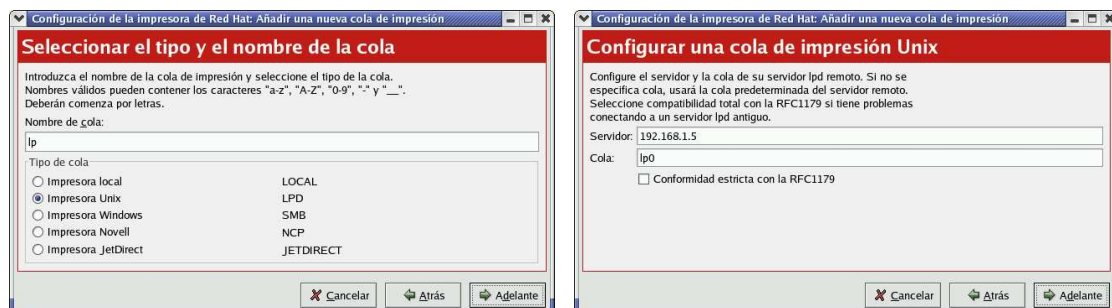 Configuración de la impresora de Red Hat: Añadir una nueva cola de impresión
Seleccionar el tipo y el nombre de la cola
Introduzca el nombre de la cola de impresión y seleccione el tipo de la cola.
Nombres válidos pueden contener los caracteres "a-z", "A-Z", "0-9", "-" y "__".
Deberán comenza por letras.
Nombre de cola:
lp
Tipo de cola
Impresora local LOCAL
Impresora Unix LPD
Impresora Windows SMB
Impresora Novell NCP
Impresora JetDirect JETDIRECT
Cancelar Atrás Adelante
Configuración de la impresora de Red Hat: Añadir una nueva cola de impresión
Configurar una cola de impresión Unix
Configure el servidor y la cola de su servidor lpd remoto. Si no se
especifica cola, usará la cola predeterminada del servidor remoto.
Seleccione compatibilidad total con la RFC1179 si tiene problemas
conectando a un servidor lpd antiguo.
Servidor: 192.168.1.5
Cola: lp0
Conformidad estricta con la RFC1179
Cancelar Atrás Adelante